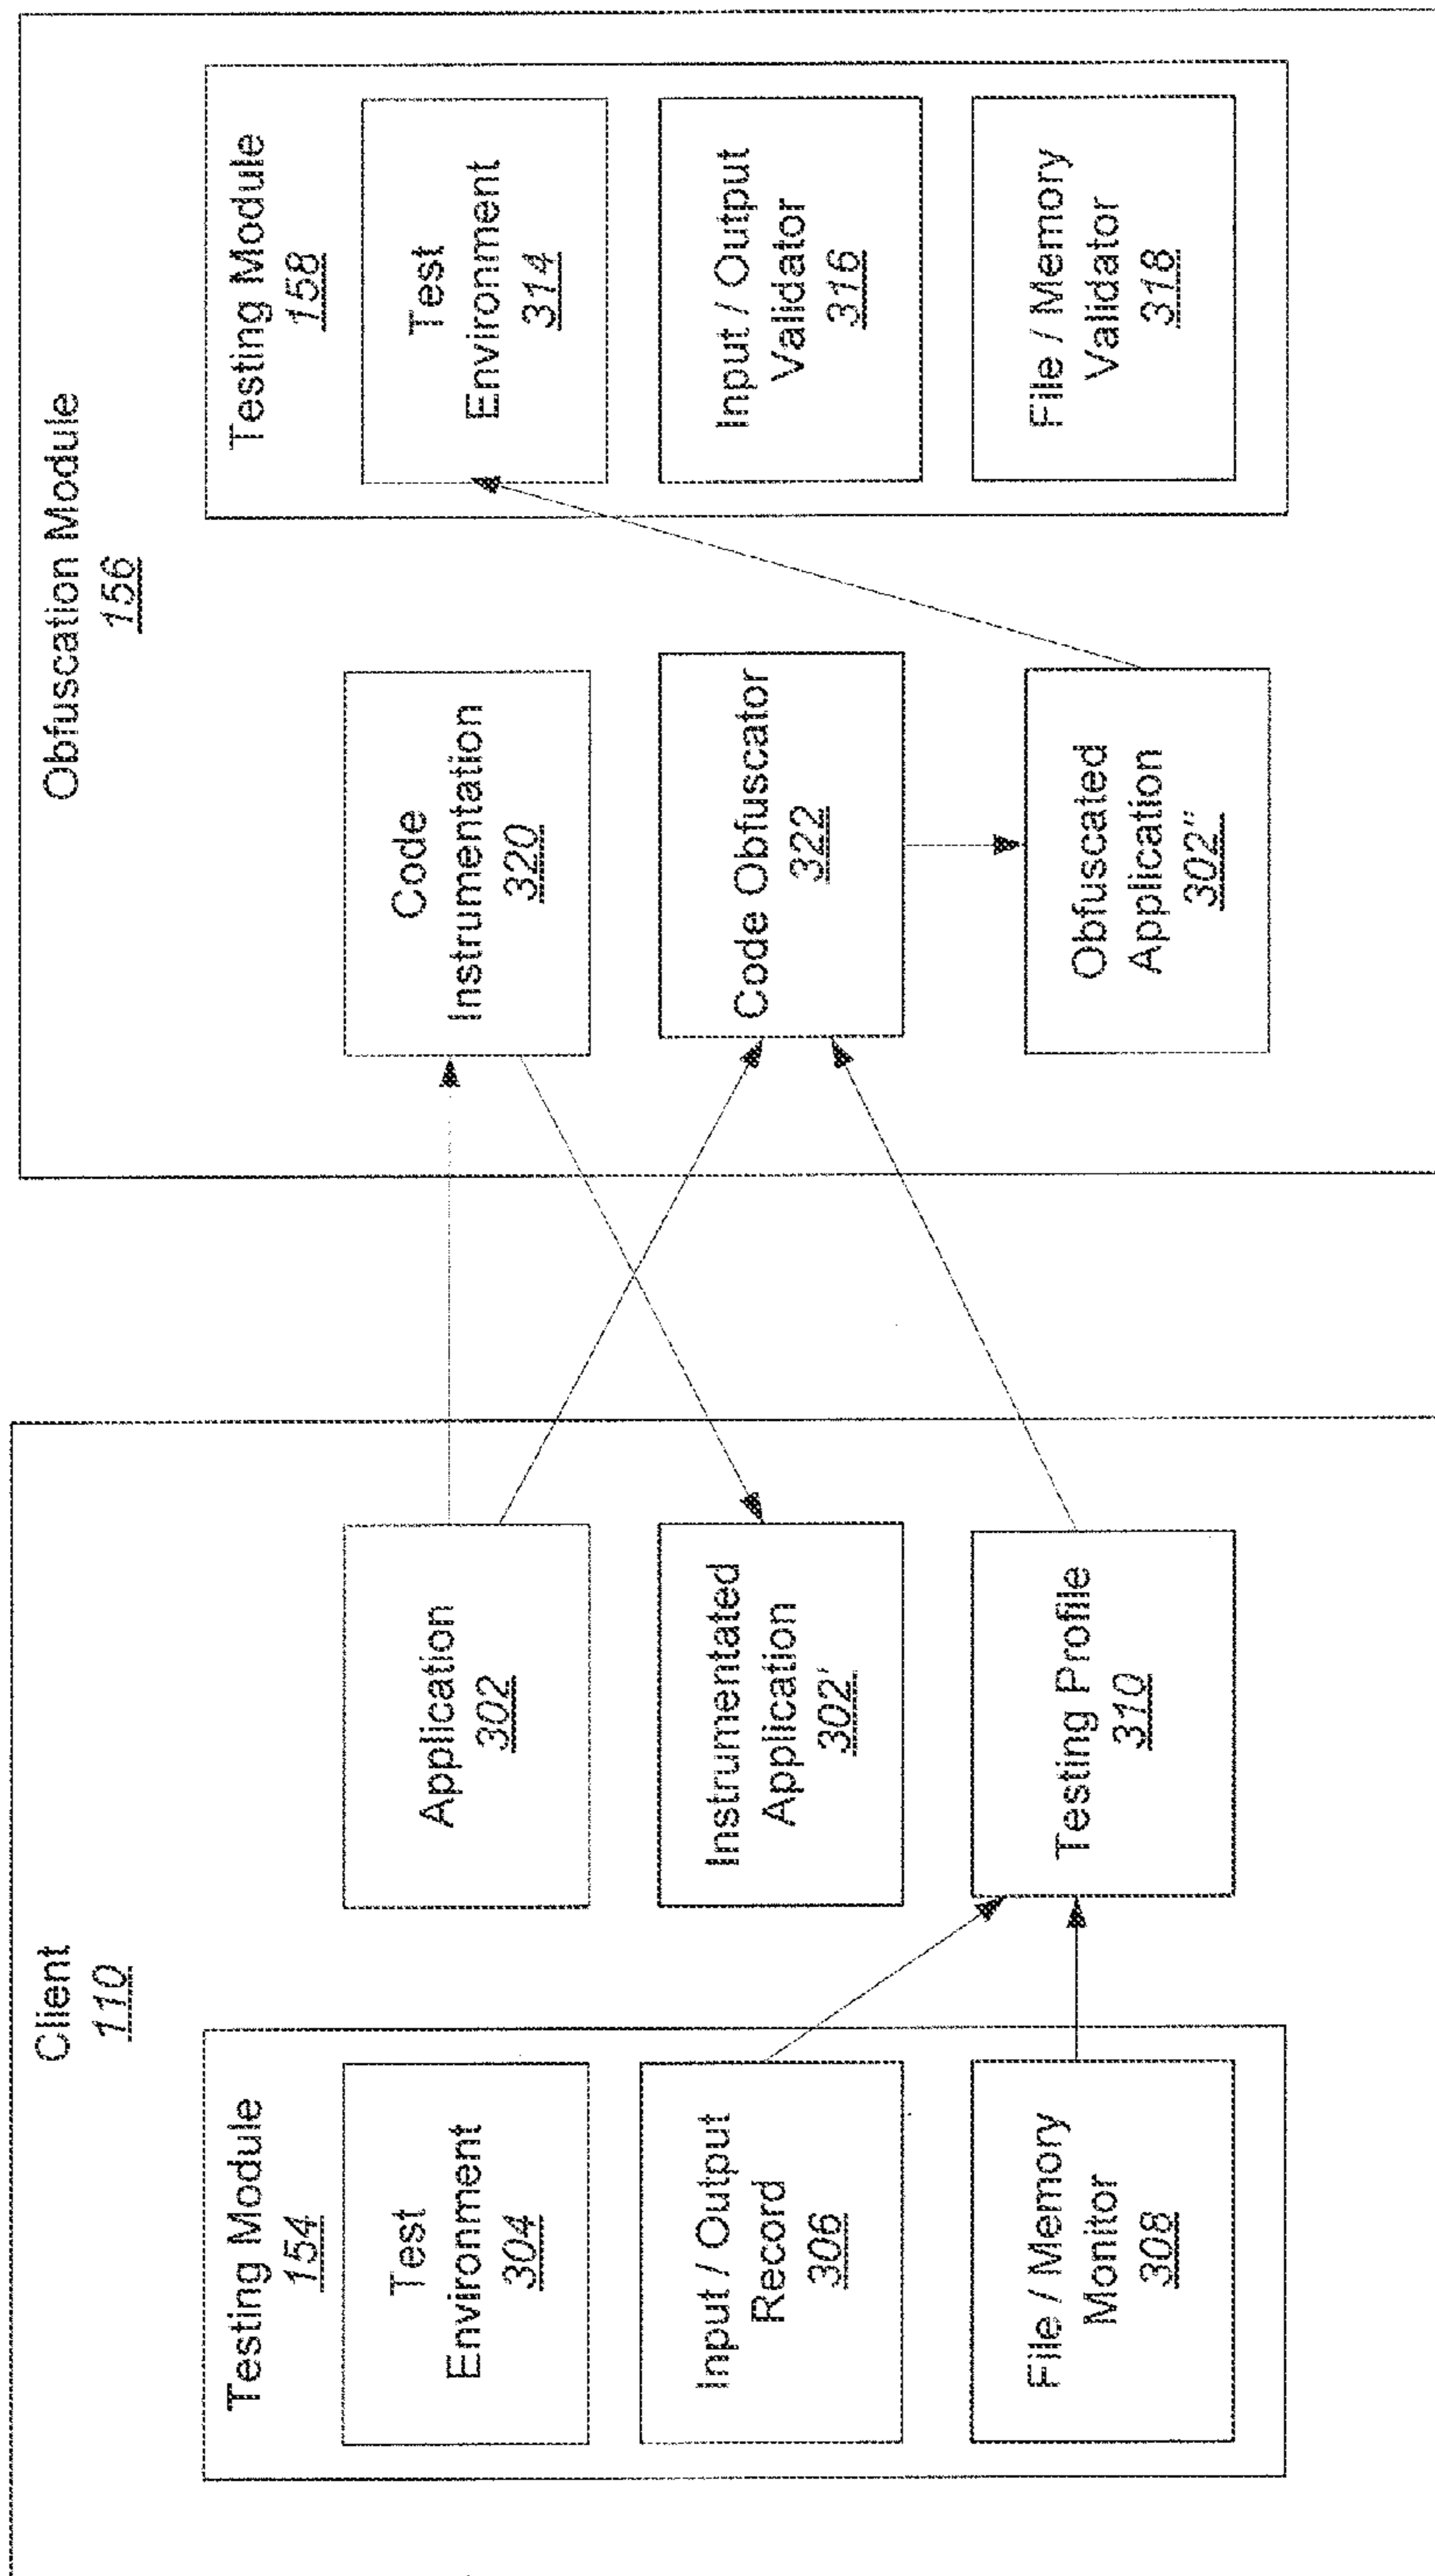 Client
110
Testing Module
154
Test
Environment
304
Input / Output
Record
306
File / Memory
Monitor
308
Application
302
Instrumentated
Application
302'
Testing Profile
310
Obfuscation Module
156
Code
Instrumentation
320
Code Obfuscator
322
Obfuscated
Application
302"
Testing Module
158
Test
Environment
314
Input / Output
Validator
316
File / Memory
Validator
318